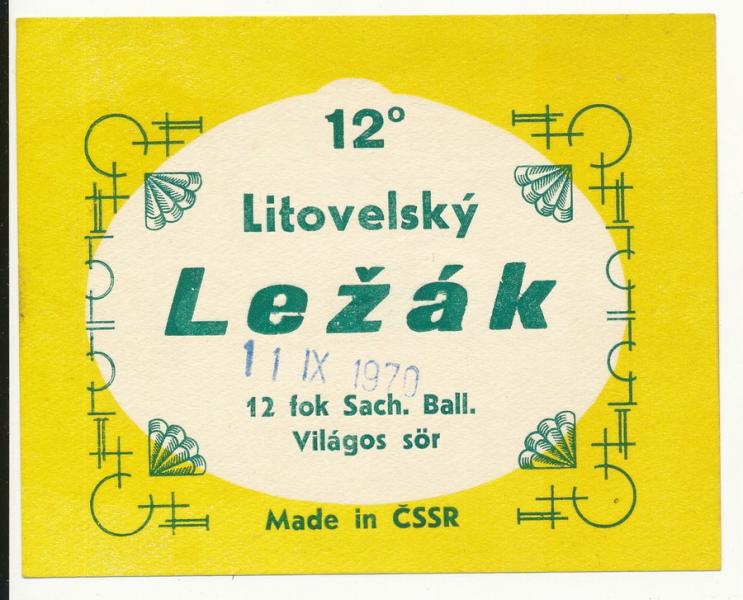 12°
Litovelský
Ležák
11 IX 1970
12 fok Sach. Ball.
Világos sör
Made in ČSSR